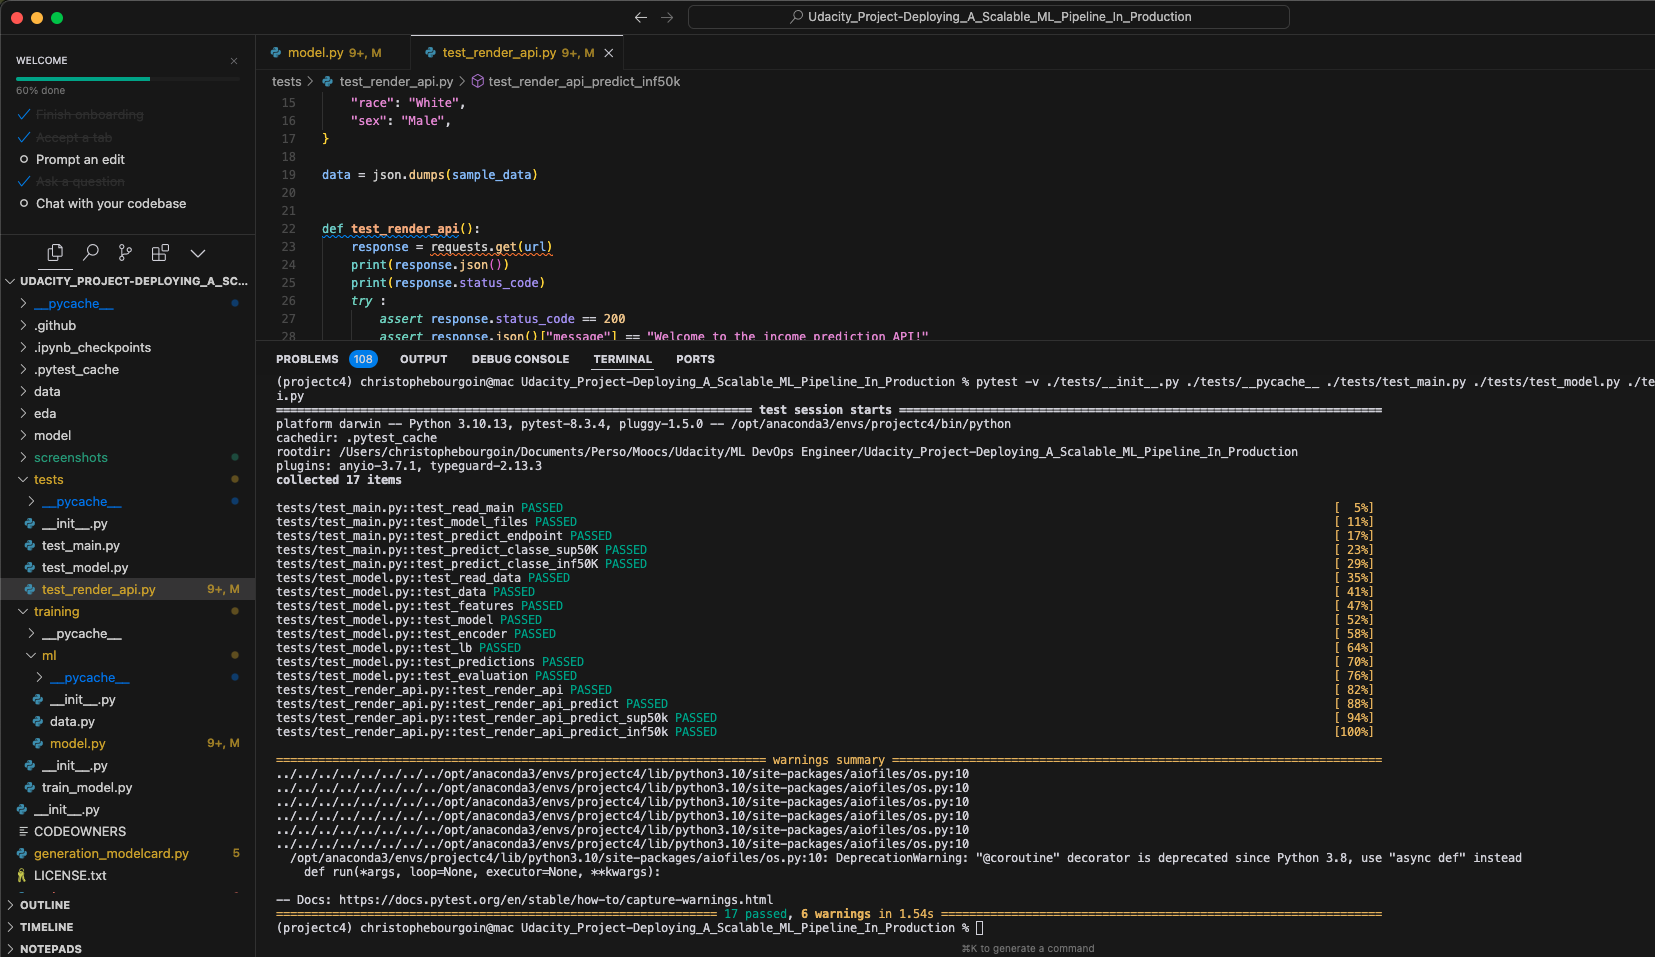 Udacity_Project-Deploying_A_Scalable_ML_Pipeline_In_Production
WELCOME
60% done
Finish onboarding
Accept a tab
Prompt an edit
Ask a question
Chat with your codebase
UDACITY_PROJECT-DEPLOYING_A_SC...
__pycache__
.github
.ipynb_checkpoints
.pytest_cache
data
eda
model
screenshots
tests
__pycache__
__init__.py
test_main.py
test_model.py
test_render_api.py 9+, M
training
__pycache__
ml
__pycache__
__init__.py
data.py
model.py 9+, M
__init__.py
train_model.py
__init__.py
CODEOWNERS
generation_modelcard.py 5
LICENSE.txt
OUTLINE
TIMELINE
NOTEPADS
model.py 9+, M test_render_api.py 9+, M
tests > test_render_api.py > test_render_api_predict_inf50k
15 "race": "White",
16 "sex": "Male",
17 }
18
19 data = json.dumps(sample_data)
20
21
22 def test_render_api():
23 response = requests.get(url)
24 print(response.json())
25 print(response.status_code)
26 try :
27 assert response.status_code == 200
28 assert response.json()["message"] == "Welcome to the income prediction API!"
PROBLEMS 108 OUTPUT DEBUG CONSOLE TERMINAL PORTS
(projectc4) christophebourgoin@mac Udacity_Project-Deploying_A_Scalable_ML_Pipeline_In_Production % pytest -v ./tests/__init__.py ./tests/__pycache__ ./tests/test_main.py ./tests/test_model.py ./te
i.py
test session starts
platform darwin -- Python 3.10.13, pytest-8.3.4, pluggy-1.5.0 -- /opt/anaconda3/envs/projectc4/bin/python
cachedir: .pytest_cache
rootdir: /Users/christophebourgoin/Documents/Perso/Moocs/Udacity/ML DevOps Engineer/Udacity_Project-Deploying_A_Scalable_ML_Pipeline_In_Production
plugins: anyio-3.7.1, typeguard-2.13.3
collected 17 items
tests/test_main.py::test_read_main PASSED [ 5%]
tests/test_main.py::test_model_files PASSED [ 11%]
tests/test_main.py::test_predict_endpoint PASSED [ 17%]
tests/test_main.py::test_predict_classe_sup50K PASSED [ 23%]
tests/test_main.py::test_predict_classe_inf50K PASSED [ 29%]
tests/test_model.py::test_read_data PASSED [ 35%]
tests/test_model.py::test_data PASSED [ 41%]
tests/test_model.py::test_features PASSED [ 47%]
tests/test_model.py::test_model PASSED [ 52%]
tests/test_model.py::test_encoder PASSED [ 58%]
tests/test_model.py::test_lb PASSED [ 64%]
tests/test_model.py::test_predictions PASSED [ 70%]
tests/test_model.py::test_evaluation PASSED [ 76%]
tests/test_render_api.py::test_render_api PASSED [ 82%]
tests/test_render_api.py::test_render_api_predict PASSED [ 88%]
tests/test_render_api.py::test_render_api_predict_sup50k PASSED [ 94%]
tests/test_render_api.py::test_render_api_predict_inf50k PASSED [100%]
warnings summary
../../../../../../../opt/anaconda3/envs/projectc4/lib/python3.10/site-packages/aiofiles/os.py:10
../../../../../../../opt/anaconda3/envs/projectc4/lib/python3.10/site-packages/aiofiles/os.py:10
../../../../../../../opt/anaconda3/envs/projectc4/lib/python3.10/site-packages/aiofiles/os.py:10
../../../../../../../opt/anaconda3/envs/projectc4/lib/python3.10/site-packages/aiofiles/os.py:10
../../../../../../../opt/anaconda3/envs/projectc4/lib/python3.10/site-packages/aiofiles/os.py:10
../../../../../../../opt/anaconda3/envs/projectc4/lib/python3.10/site-packages/aiofiles/os.py:10
/opt/anaconda3/envs/projectc4/lib/python3.10/site-packages/aiofiles/os.py:10: DeprecationWarning: "@coroutine" decorator is deprecated since Python 3.8, use "async def" instead
def run(*args, loop=None, executor=None, **kwargs):
-- Docs: https://docs.pytest.org/en/stable/how-to/capture-warnings.html
17 passed, 6 warnings in 1.54s
(projectc4) christophebourgoin@mac Udacity_Project-Deploying_A_Scalable_ML_Pipeline_In_Production %
⌘K to generate a command